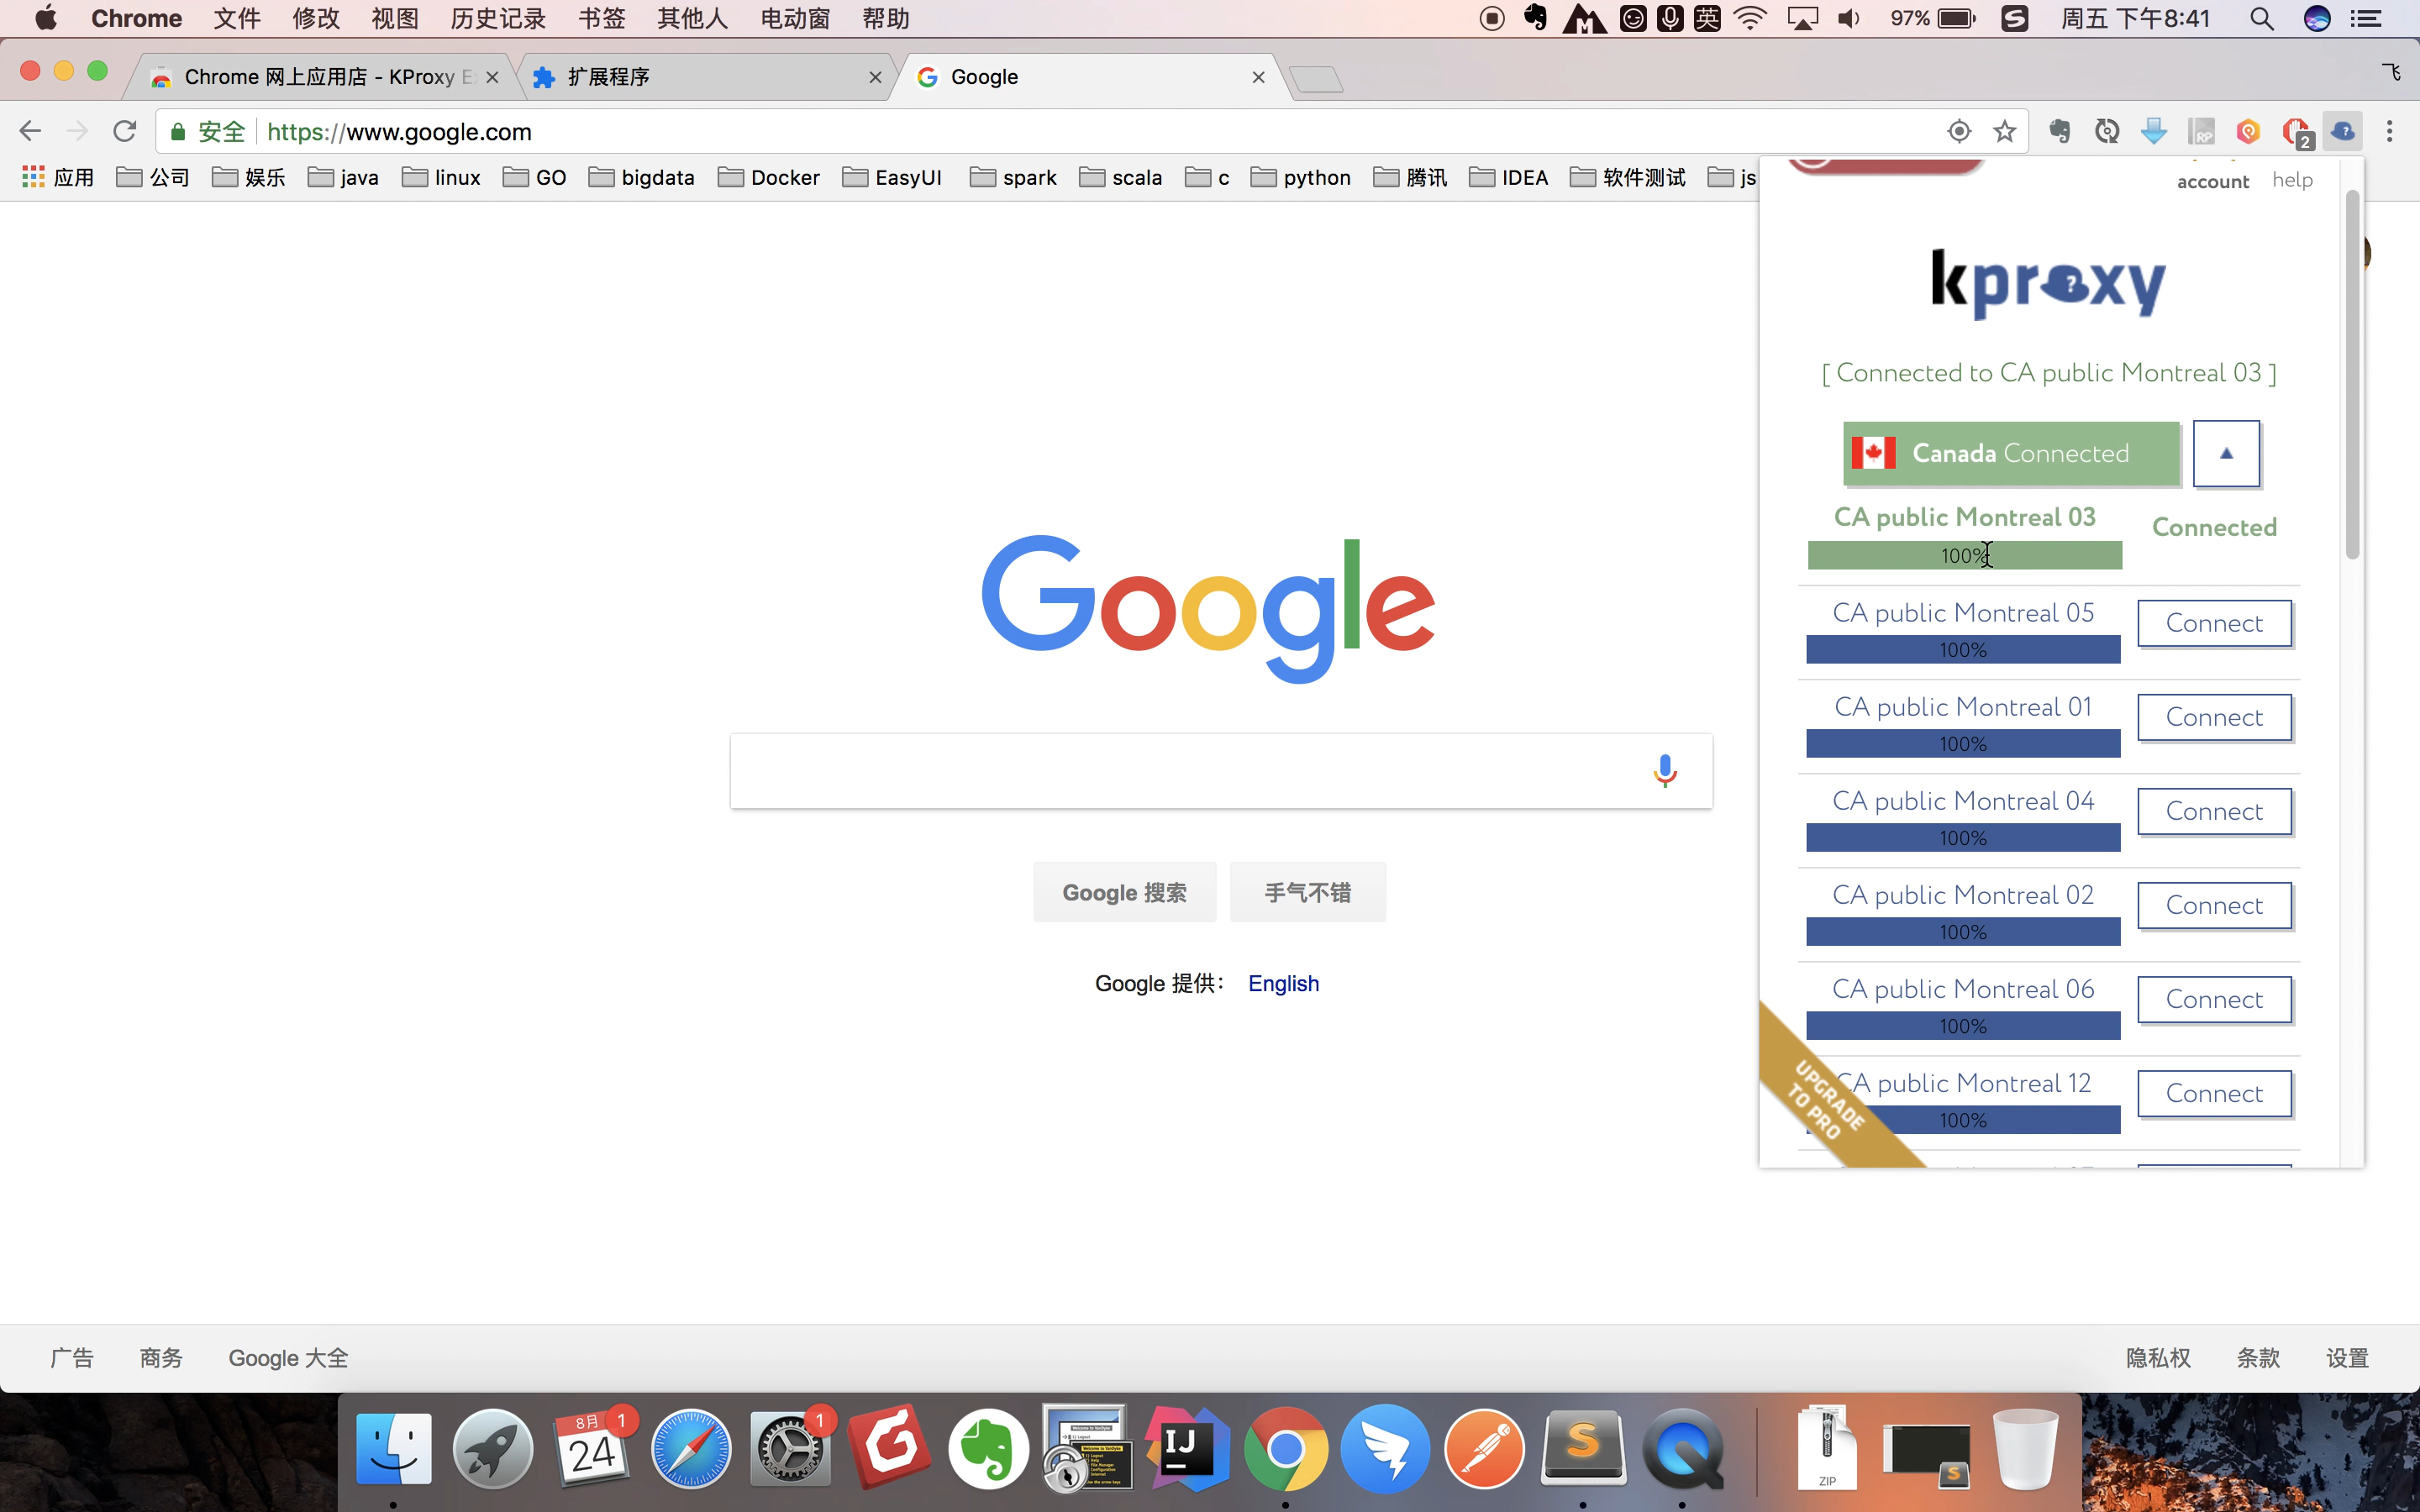 Chrome 文件 修改 视图 历史记录 书签 其他人 电动窗 帮助 英 97% 周五 下午8:41
Chrome 网上应用店 - KProxy E 扩展程序 Google 飞
安全 https://www.google.com RP 2
应用 公司 娱乐 java linux GO bigdata Docker EasyUI spark scala c python 腾讯 IDEA 软件测试 js
account help
kproxy
[ Connected to CA public Montreal 03 ]
Canada Connected
CA public Montreal 03 Connected
100%
CA public Montreal 05 Connect
100%
CA public Montreal 01 Connect
100%
CA public Montreal 04 Connect
100%
CA public Montreal 02 Connect
100%
CA public Montreal 06 Connect
100%
CA public Montreal 12 Connect
100%
UPGRADE
TO PRO
Google
Google 搜索 手气不错
Google 提供： English
广告 商务 Google 大全 隐私权 条款 设置
8月 1
24
1
IJ
ZIP